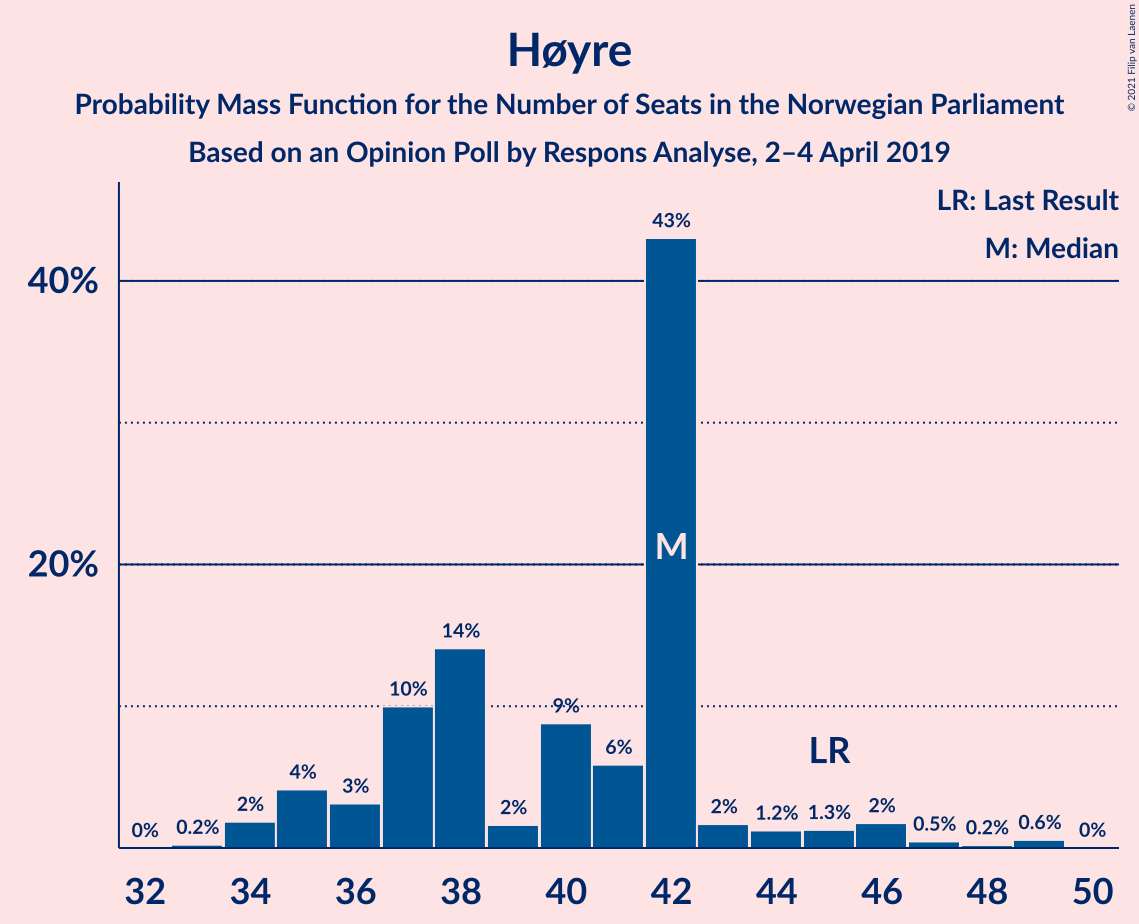 Høyre
Probability Mass Function for the Number of Seats in the Norwegian Parliament
Based on an Opinion Poll by Respons Analyse, 2–4 April 2019
© 2021 Filip van Laenen
LR: Last Result
M: Median
40%
20%
0%
0.2%
2%
4%
3%
10%
14%
2%
9%
6%
43%
M
2%
1.2%
LR
1.3%
2%
0.5%
0.2%
0.6%
0%
32 34 36 38 40 42 44 46 48 50